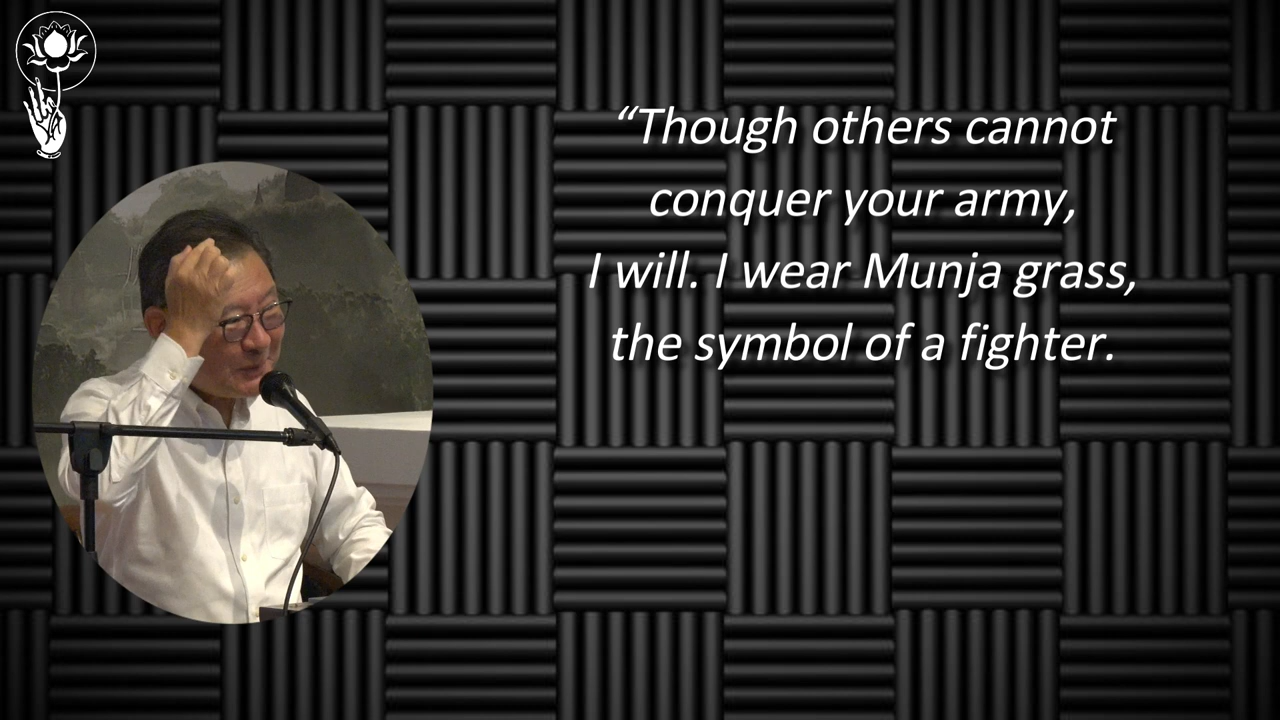 “Though others cannot
conquer your army,
I will. I wear Munja grass,
the symbol of a fighter.